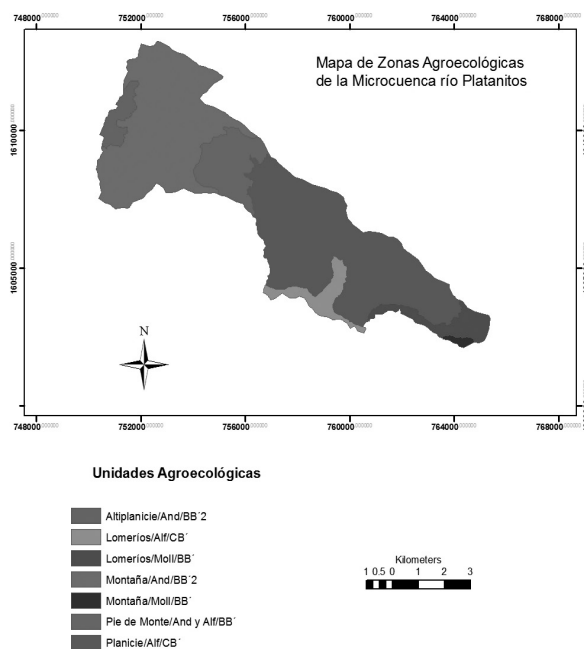 748000 752000 756000 760000 764000 768000
Mapa de Zonas Agroecológicas
de la Microcuenca río Platanitos
1610000
1605000
N
748000 752000 756000 760000 764000 768000
Unidades Agroecológicas
Altiplanicie/And/BB´2
Lomeríos/Alf/CB´
Lomeríos/Moll/BB´
Montaña/And/BB´2
Montaña/Moll/BB´
Pie de Monte/And y Alf/BB´
Planicie/Alf/CB´
Kilometers
1 0.5 0 1 2 3